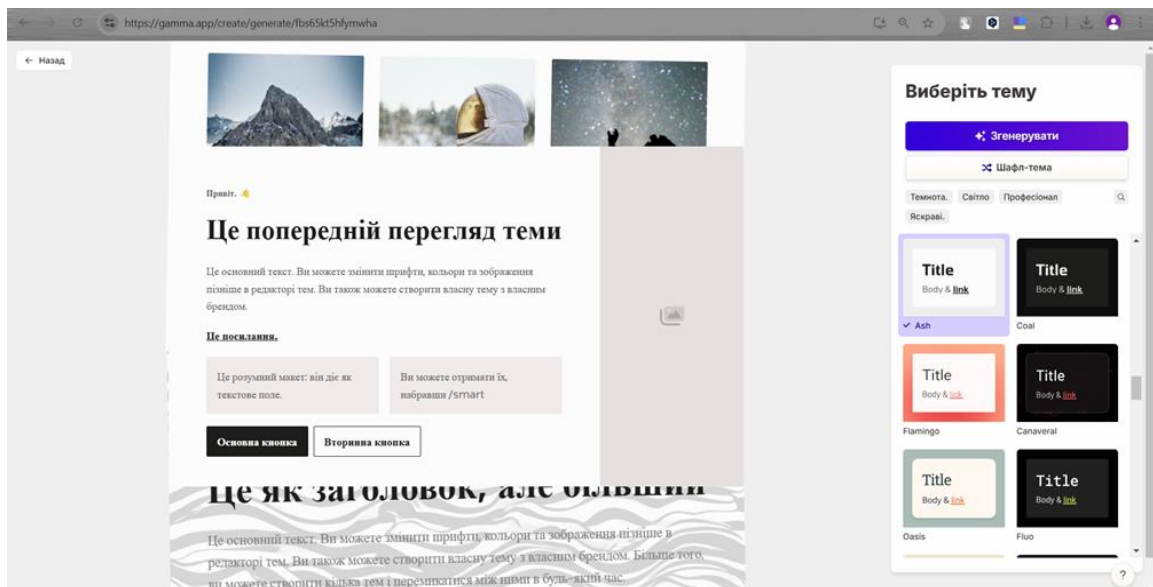 https://gamma.app/create/generate/fbs65kt5hfymwha
← Назад
Привіт. 👋
Це попередній перегляд теми
Це основний текст. Ви можете змінити шрифти, кольори та зображення
пізніше в редакторі тем. Ви також можете створити власну тему з власним
брендом.
Це посилання.
Це розумний макет: він діє як
текстове поле.
Ви можете отримати їх,
набравши /smart
Основна кнопка
Вторинна кнопка
Це як заголовок, але більший
Це основний текст. Ви можете змінити шрифти, кольори та зображення пізніше в
редакторі тем. Ви також можете створити власну тему з власним брендом. Більше того,
ви можете створити кілька тем і перемикатися між ними в будь-який час.
Виберіть тему
Згенерувати
Шафл-тема
Темнота.
Світло
Професіонал
Яскраві.
Title
Body & link
Ash
Title
Body & link
Coal
Title
Body & link
Flamingo
Title
Body & link
Canaveral
Title
Body & link
Oasis
Title
Body & link
Fluo
?